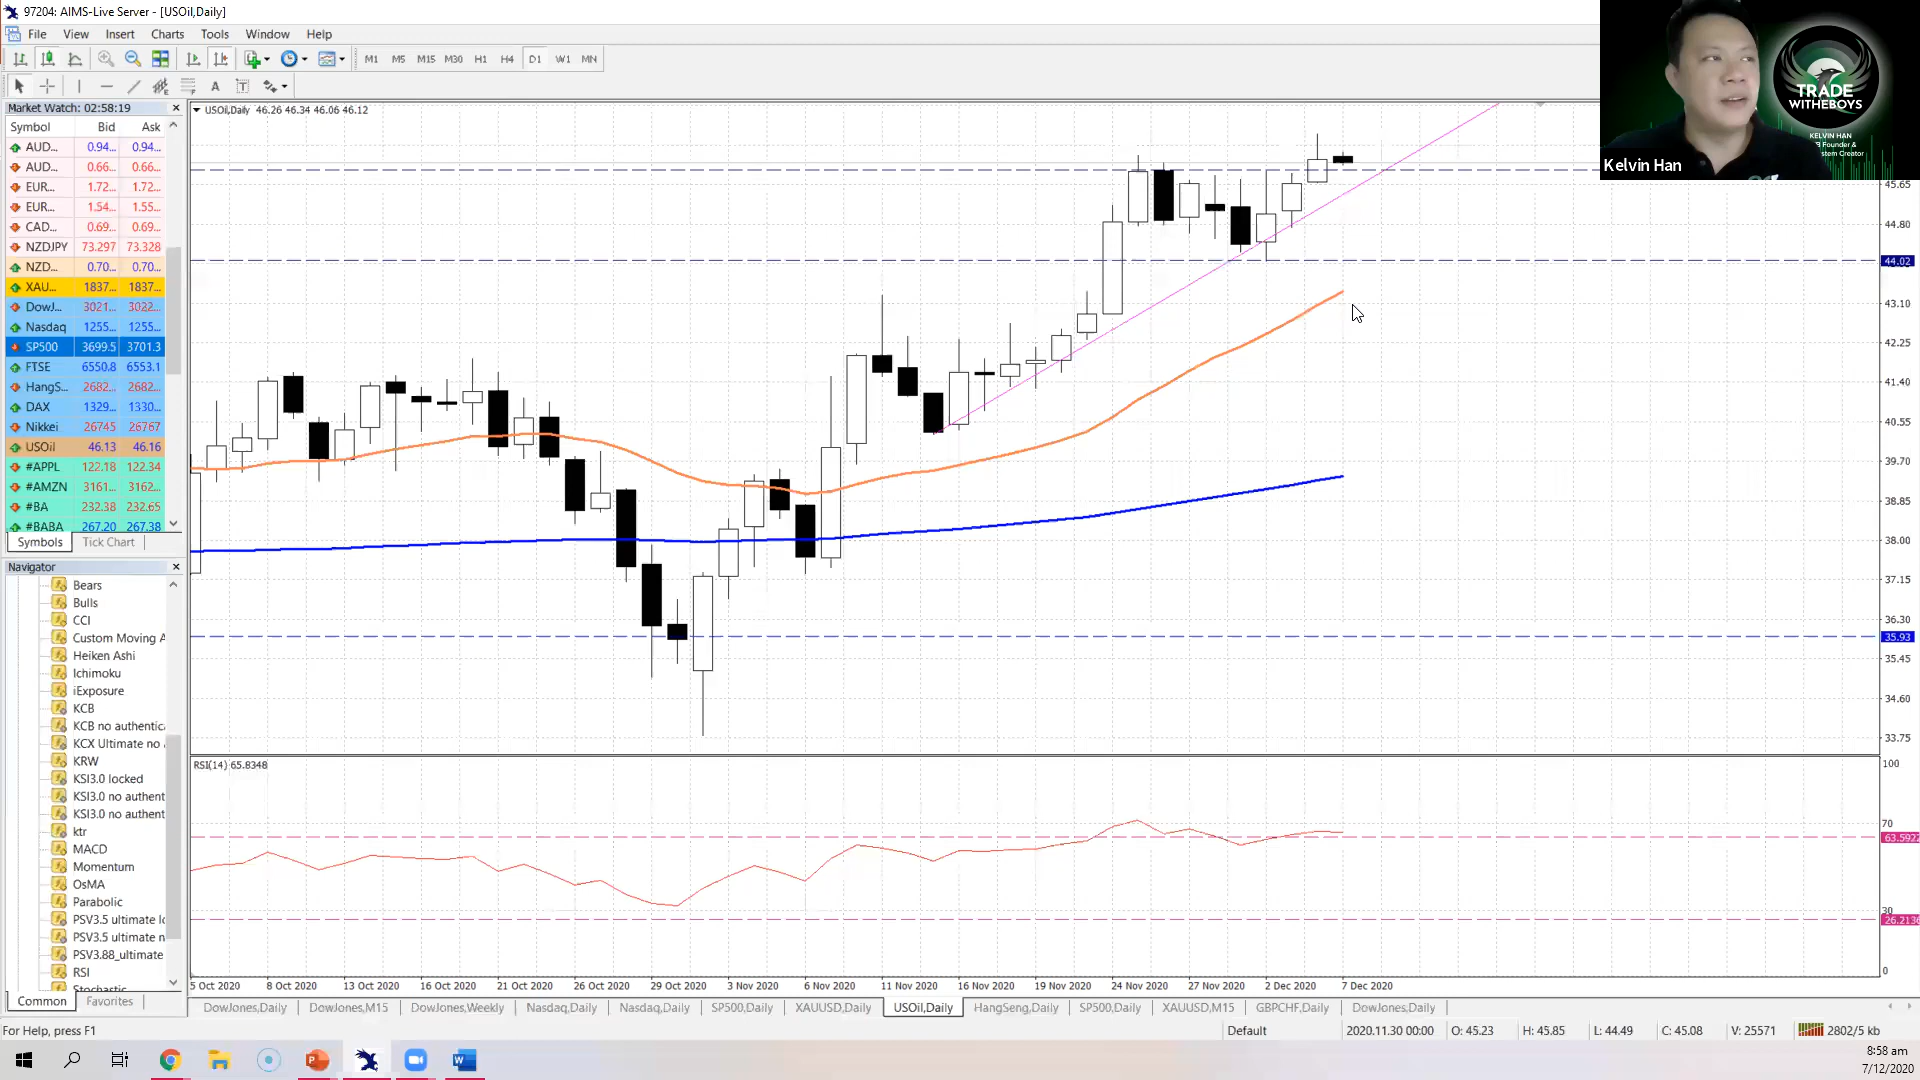 97204: AIMS-Live Server - [USOil,Daily]
File View Insert Charts Tools Window Help
M1 M5 M15 M30 H1 H4 D1 W1 MN
A T
Market Watch: 02:58:19
Symbol Bid Ask
AUD... 0.94... 0.94...
AUD... 0.66... 0.66...
EUR... 1.72... 1.72...
EUR... 1.54... 1.55...
CAD... 0.69... 0.69...
NZDJPY 73.297 73.328
NZD... 0.70... 0.70...
XAU... 1837... 1837...
DowJ... 3021... 3022...
Nasdaq 1255... 1255...
SP500 3699.5 3701.3
FTSE 6550.8 6553.1
HangS... 2682... 2682...
DAX 1329... 1330...
Nikkei 26745 26767
USOil 46.13 46.16
#APPL 122.18 122.34
#AMZN 3161... 3162...
#BA 232.38 232.65
#BABA 267.20 267.38
Symbols Tick Chart
Navigator
Bears
Bulls
CCI
Custom Moving A
Heiken Ashi
Ichimoku
iExposure
KCB
KCB no authentic
KCX Ultimate no
KRW
KSI3.0 locked
KSI3.0 no authent
KSI3.0 no authent
ktr
MACD
Momentum
OsMA
Parabolic
PSV3.5 ultimate lo
PSV3.5 ultimate n
PSV3.88_ultimate
RSI
Stochastic
Common Favorites
USOil,Daily 46.26 46.34 46.06 46.12
45.65
44.80
44.02
43.10
42.25
41.40
40.55
39.70
38.85
38.00
37.15
36.30
35.93
35.45
34.60
33.75
RSI(14) 65.8348
100
70
63.5922
30
26.2136
0
5 Oct 2020 8 Oct 2020 13 Oct 2020 16 Oct 2020 21 Oct 2020 26 Oct 2020 29 Oct 2020 3 Nov 2020 6 Nov 2020 11 Nov 2020 16 Nov 2020 19 Nov 2020 24 Nov 2020 27 Nov 2020 2 Dec 2020 7 Dec 2020
DowJones,Daily DowJones,M15 DowJones,Weekly Nasdaq,Daily Nasdaq,Daily SP500,Daily XAUUSD,Daily USOil,Daily HangSeng,Daily SP500,Daily XAUUSD,M15 GBPCHF,Daily DowJones,Daily
For Help, press F1 Default 2020.11.30 00:00 O: 45.23 H: 45.85 L: 44.49 C: 45.08 V: 25571 2802/5 kb
8:58 am
7/12/2020
TRADE
WITHEBOYS
KELVIN HAN
Founder &
stem Creator
Kelvin Han